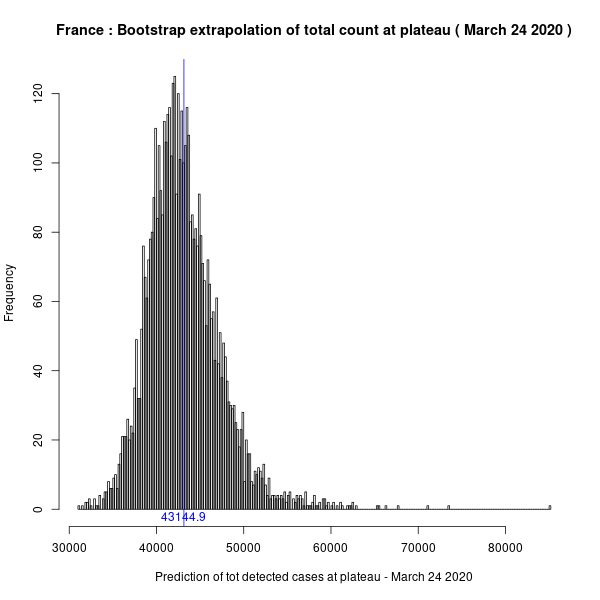 France : Bootstrap extrapolation of total count at plateau ( March 24 2020 )
Frequency
120
100
80
60
40
20
0
43144.9
30000 40000 50000 60000 70000 80000
Prediction of tot detected cases at plateau - March 24 2020